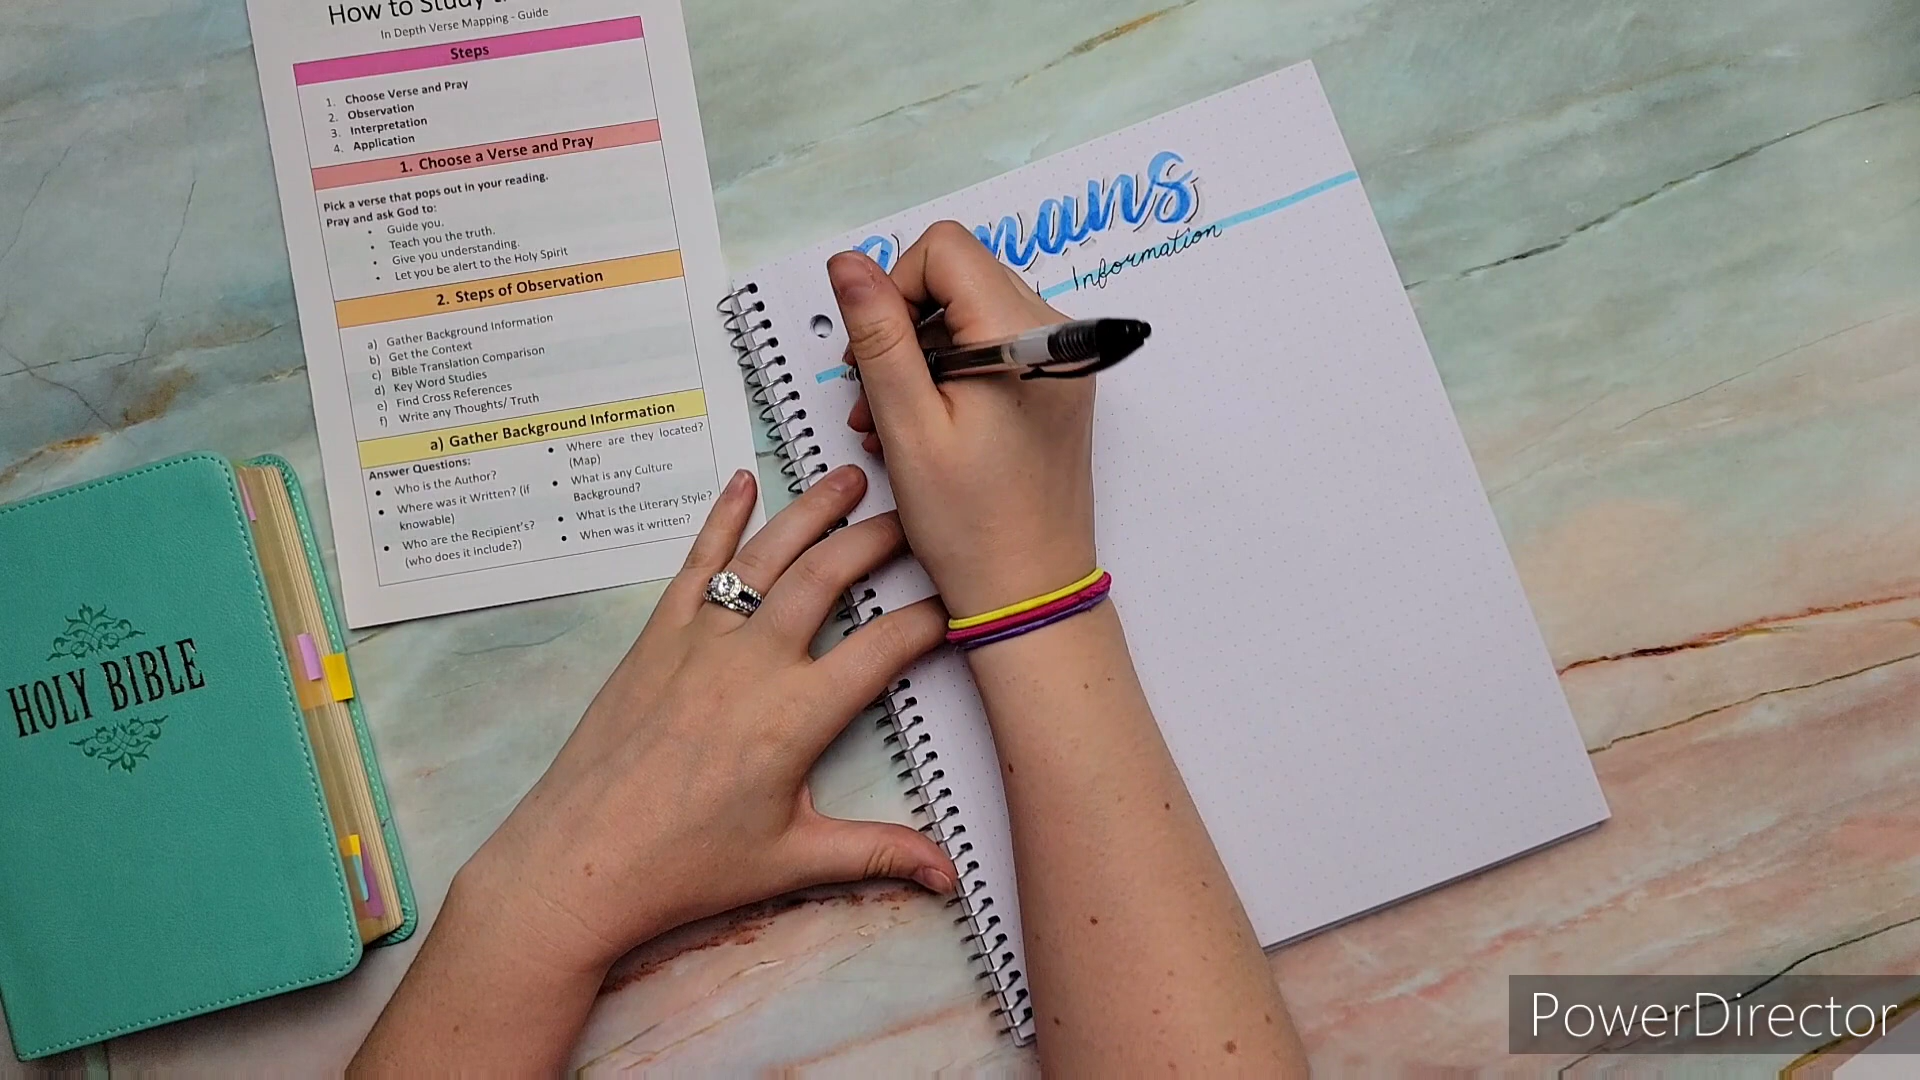 How to Study
In Depth Verse Mapping - Guide
Steps
1. Choose Verse and Pray
2. Observation
3. Interpretation
4. Application
1. Choose a Verse and Pray
Pick a verse that pops out in your reading.
Pray and ask God to:
• Guide you.
• Teach you the truth.
• Give you understanding.
• Let you be alert to the Holy Spirit
2. Steps of Observation
a) Gather Background Information
b) Get the Context
c) Bible Translation Comparison
d) Key Word Studies
e) Find Cross References
f) Write any Thoughts/ Truth
a) Gather Background Information
Answer Questions:
• Who is the Author?
• Where was it Written? (if
knowable)
• Who are the Recipient's?
(who does it include?)
• Where are they located?
(Map)
• What is any Culture
Background?
• What is the Literary Style?
• When was it written?
HOLY BIBLE
Information
PowerDirector